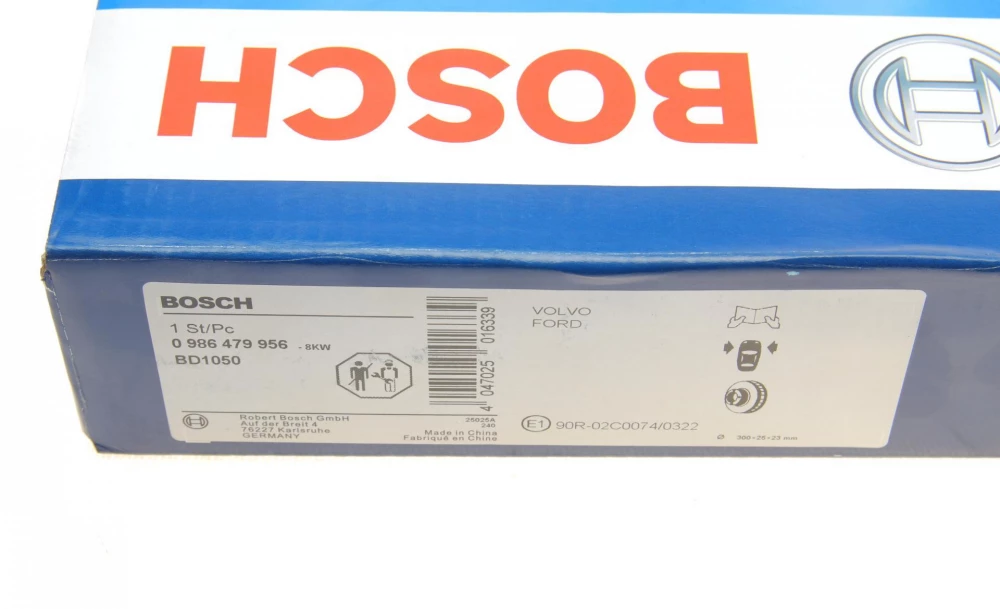 BOSCH
BOSCH
1 St/Pc
0 986 479 956 - 8KW
BD1050
4 047025 016339
Robert Bosch GmbH
Auf der Breit 4
76227 Karlsruhe
GERMANY
25025A
240
Made in China
Fabriqué en Chine
VOLVO
FORD
E1 90R-02C0074/0322
Ø 300×25×23 mm